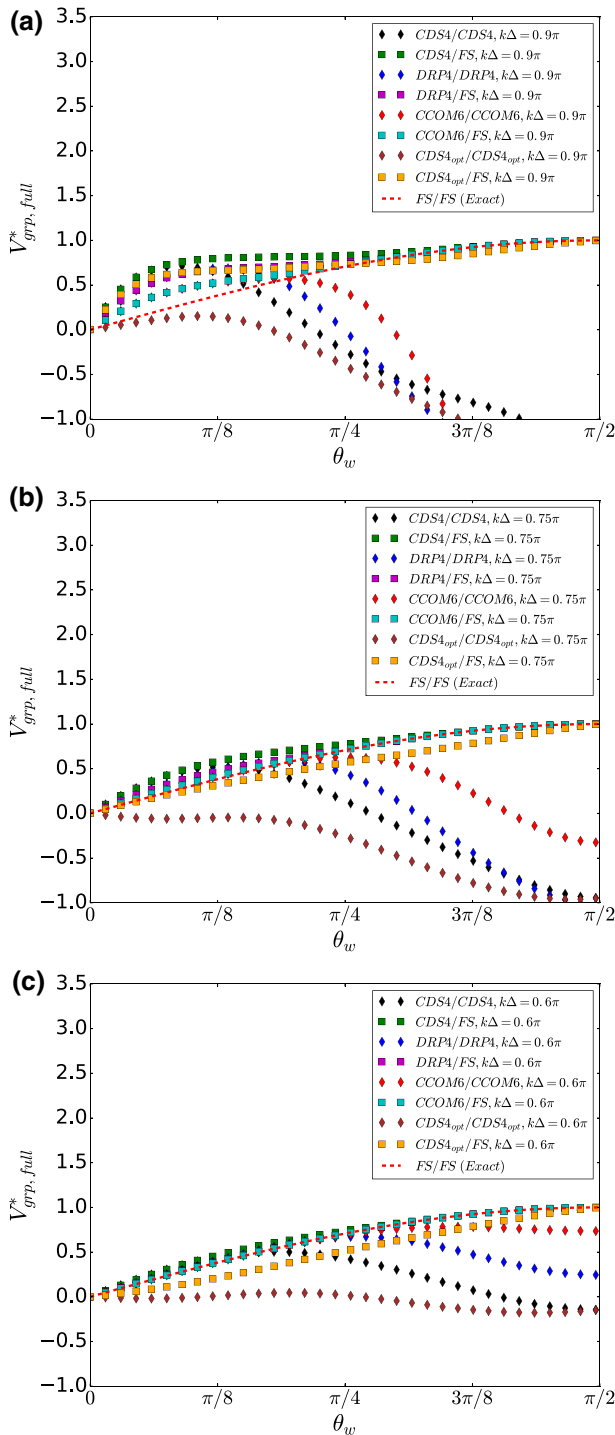 (a)
3.5
3.0
2.5
2.0
1.5
1.0
0.5
0.0
−0.5
−1.0
V*grp, full
CDS4/CDS4, kΔ = 0.9π
CDS4/FS, kΔ = 0.9π
DRP4/DRP4, kΔ = 0.9π
DRP4/FS, kΔ = 0.9π
CCOM6/CCOM6, kΔ = 0.9π
CCOM6/FS, kΔ = 0.9π
CDS4opt/CDS4opt, kΔ = 0.9π
CDS4opt/FS, kΔ = 0.9π
FS/FS (Exact)
0 π/8 π/4 3π/8 π/2
θw
(b)
3.5
3.0
2.5
2.0
1.5
1.0
0.5
0.0
−0.5
−1.0
V*grp, full
CDS4/CDS4, kΔ = 0.75π
CDS4/FS, kΔ = 0.75π
DRP4/DRP4, kΔ = 0.75π
DRP4/FS, kΔ = 0.75π
CCOM6/CCOM6, kΔ = 0.75π
CCOM6/FS, kΔ = 0.75π
CDS4opt/CDS4opt, kΔ = 0.75π
CDS4opt/FS, kΔ = 0.75π
FS/FS (Exact)
0 π/8 π/4 3π/8 π/2
θw
(c)
3.5
3.0
2.5
2.0
1.5
1.0
0.5
0.0
−0.5
−1.0
V*grp, full
CDS4/CDS4, kΔ = 0.6π
CDS4/FS, kΔ = 0.6π
DRP4/DRP4, kΔ = 0.6π
DRP4/FS, kΔ = 0.6π
CCOM6/CCOM6, kΔ = 0.6π
CCOM6/FS, kΔ = 0.6π
CDS4opt/CDS4opt, kΔ = 0.6π
CDS4opt/FS, kΔ = 0.6π
FS/FS (Exact)
0 π/8 π/4 3π/8 π/2
θw